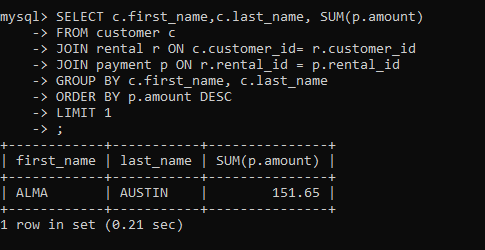 mysql> SELECT c.first_name,c.last_name, SUM(p.amount)
    -> FROM customer c
    -> JOIN rental r ON c.customer_id= r.customer_id
    -> JOIN payment p ON r.rental_id = p.rental_id
    -> GROUP BY c.first_name, c.last_name
    -> ORDER BY p.amount DESC
    -> LIMIT 1
    -> ;
+------------+-----------+---------------+
| first_name | last_name | SUM(p.amount) |
+------------+-----------+---------------+
| ALMA       | AUSTIN    |        151.65 |
+------------+-----------+---------------+
1 row in set (0.21 sec)